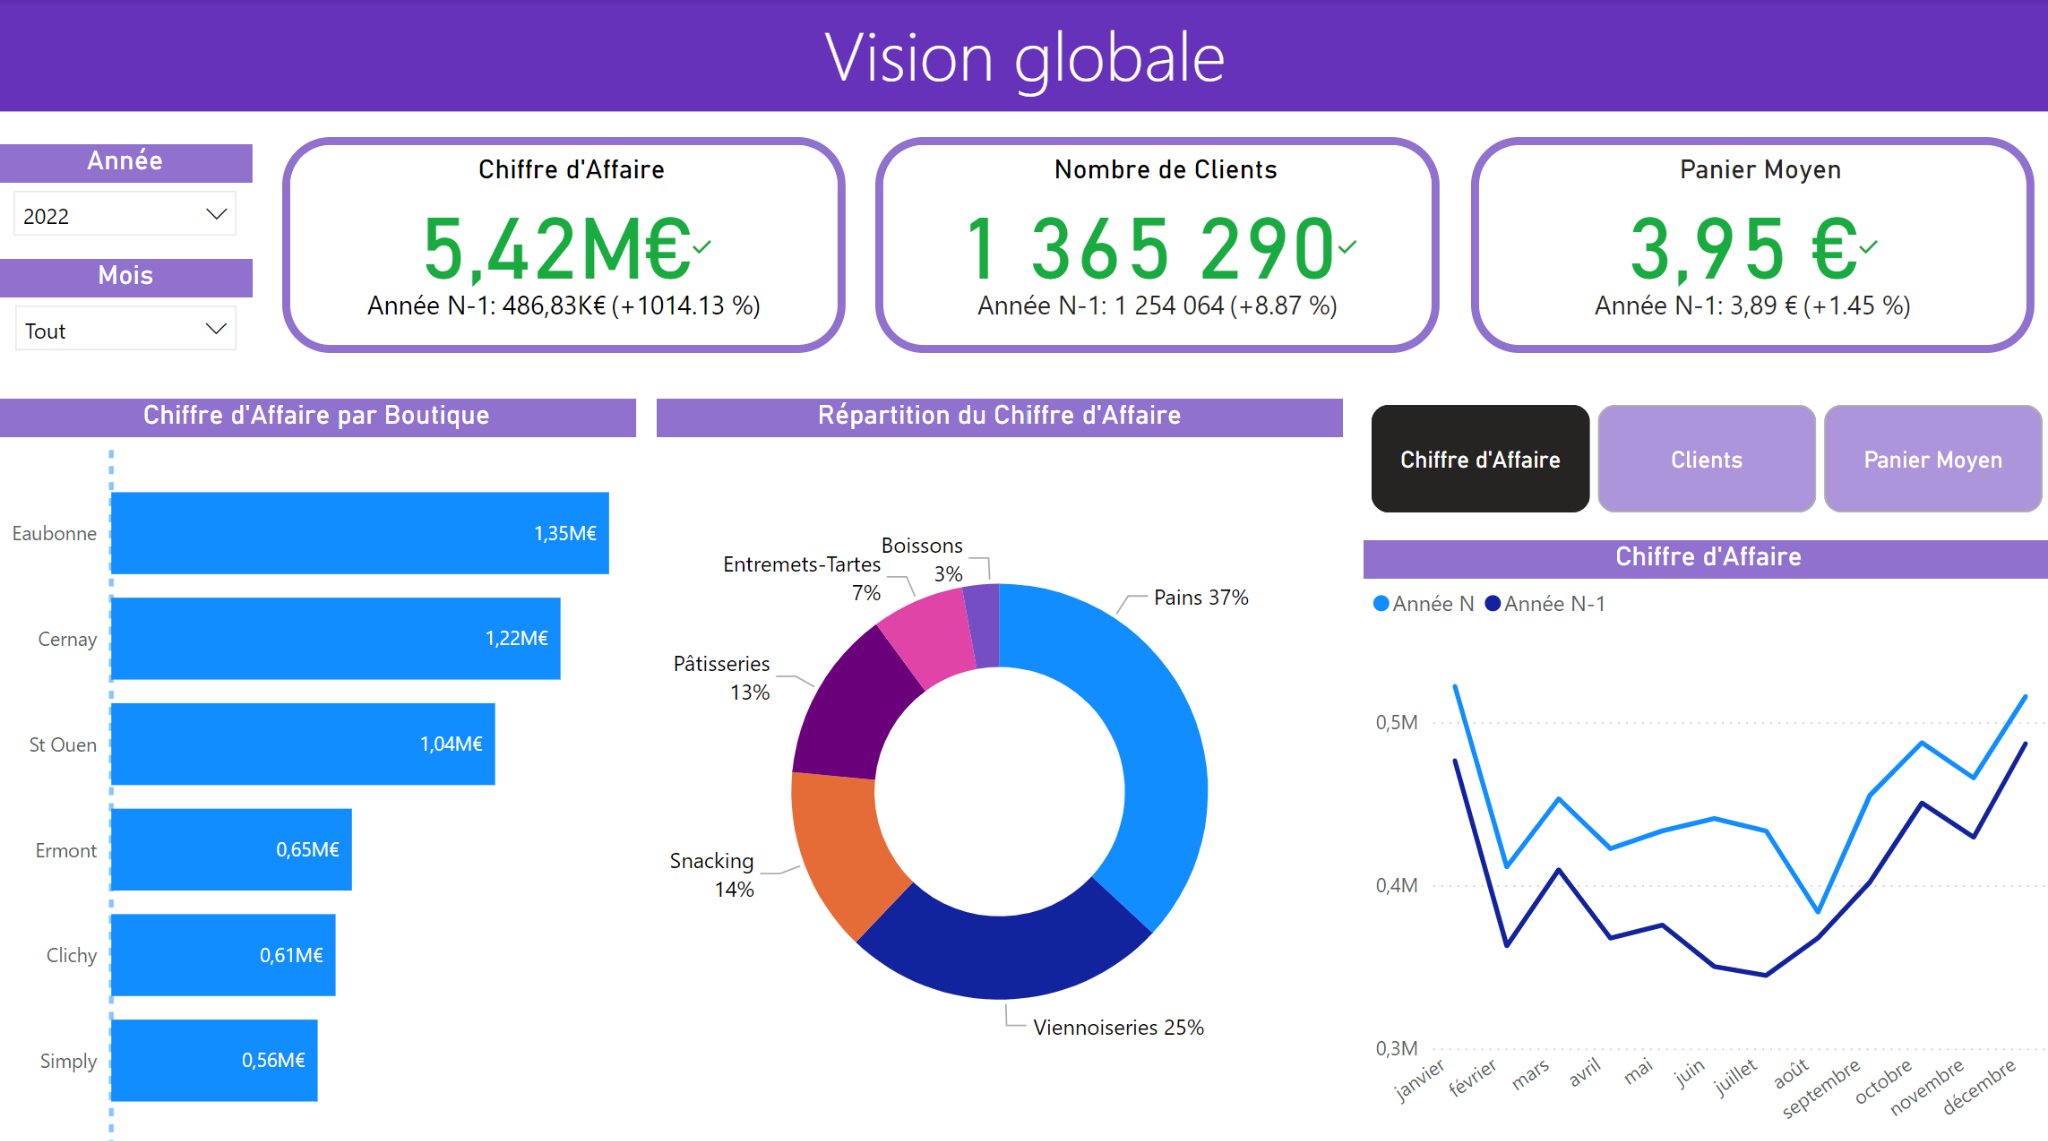 Vision globale
Année
2022
Mois
Tout
Chiffre d'Affaire
5,42M€
Année N-1: 486,83K€ (+1014.13 %)
Nombre de Clients
1 365 290
Année N-1: 1 254 064 (+8.87 %)
Panier Moyen
3,95 €
Année N-1: 3,89 € (+1.45 %)
Chiffre d'Affaire par Boutique
Eaubonne
1,35M€
Cernay
1,22M€
St Ouen
1,04M€
Ermont
0,65M€
Clichy
0,61M€
Simply
0,56M€
Répartition du Chiffre d'Affaire
Boissons
3%
Entremets-Tartes
7%
Pains 37%
Pâtisseries
13%
Snacking
14%
Viennoiseries 25%
Chiffre d'Affaire
Clients
Panier Moyen
Chiffre d'Affaire
Année N
Année N-1
0,5M
0,4M
0,3M
janvier
février
mars
avril
mai
juin
juillet
août
septembre
octobre
novembre
décembre